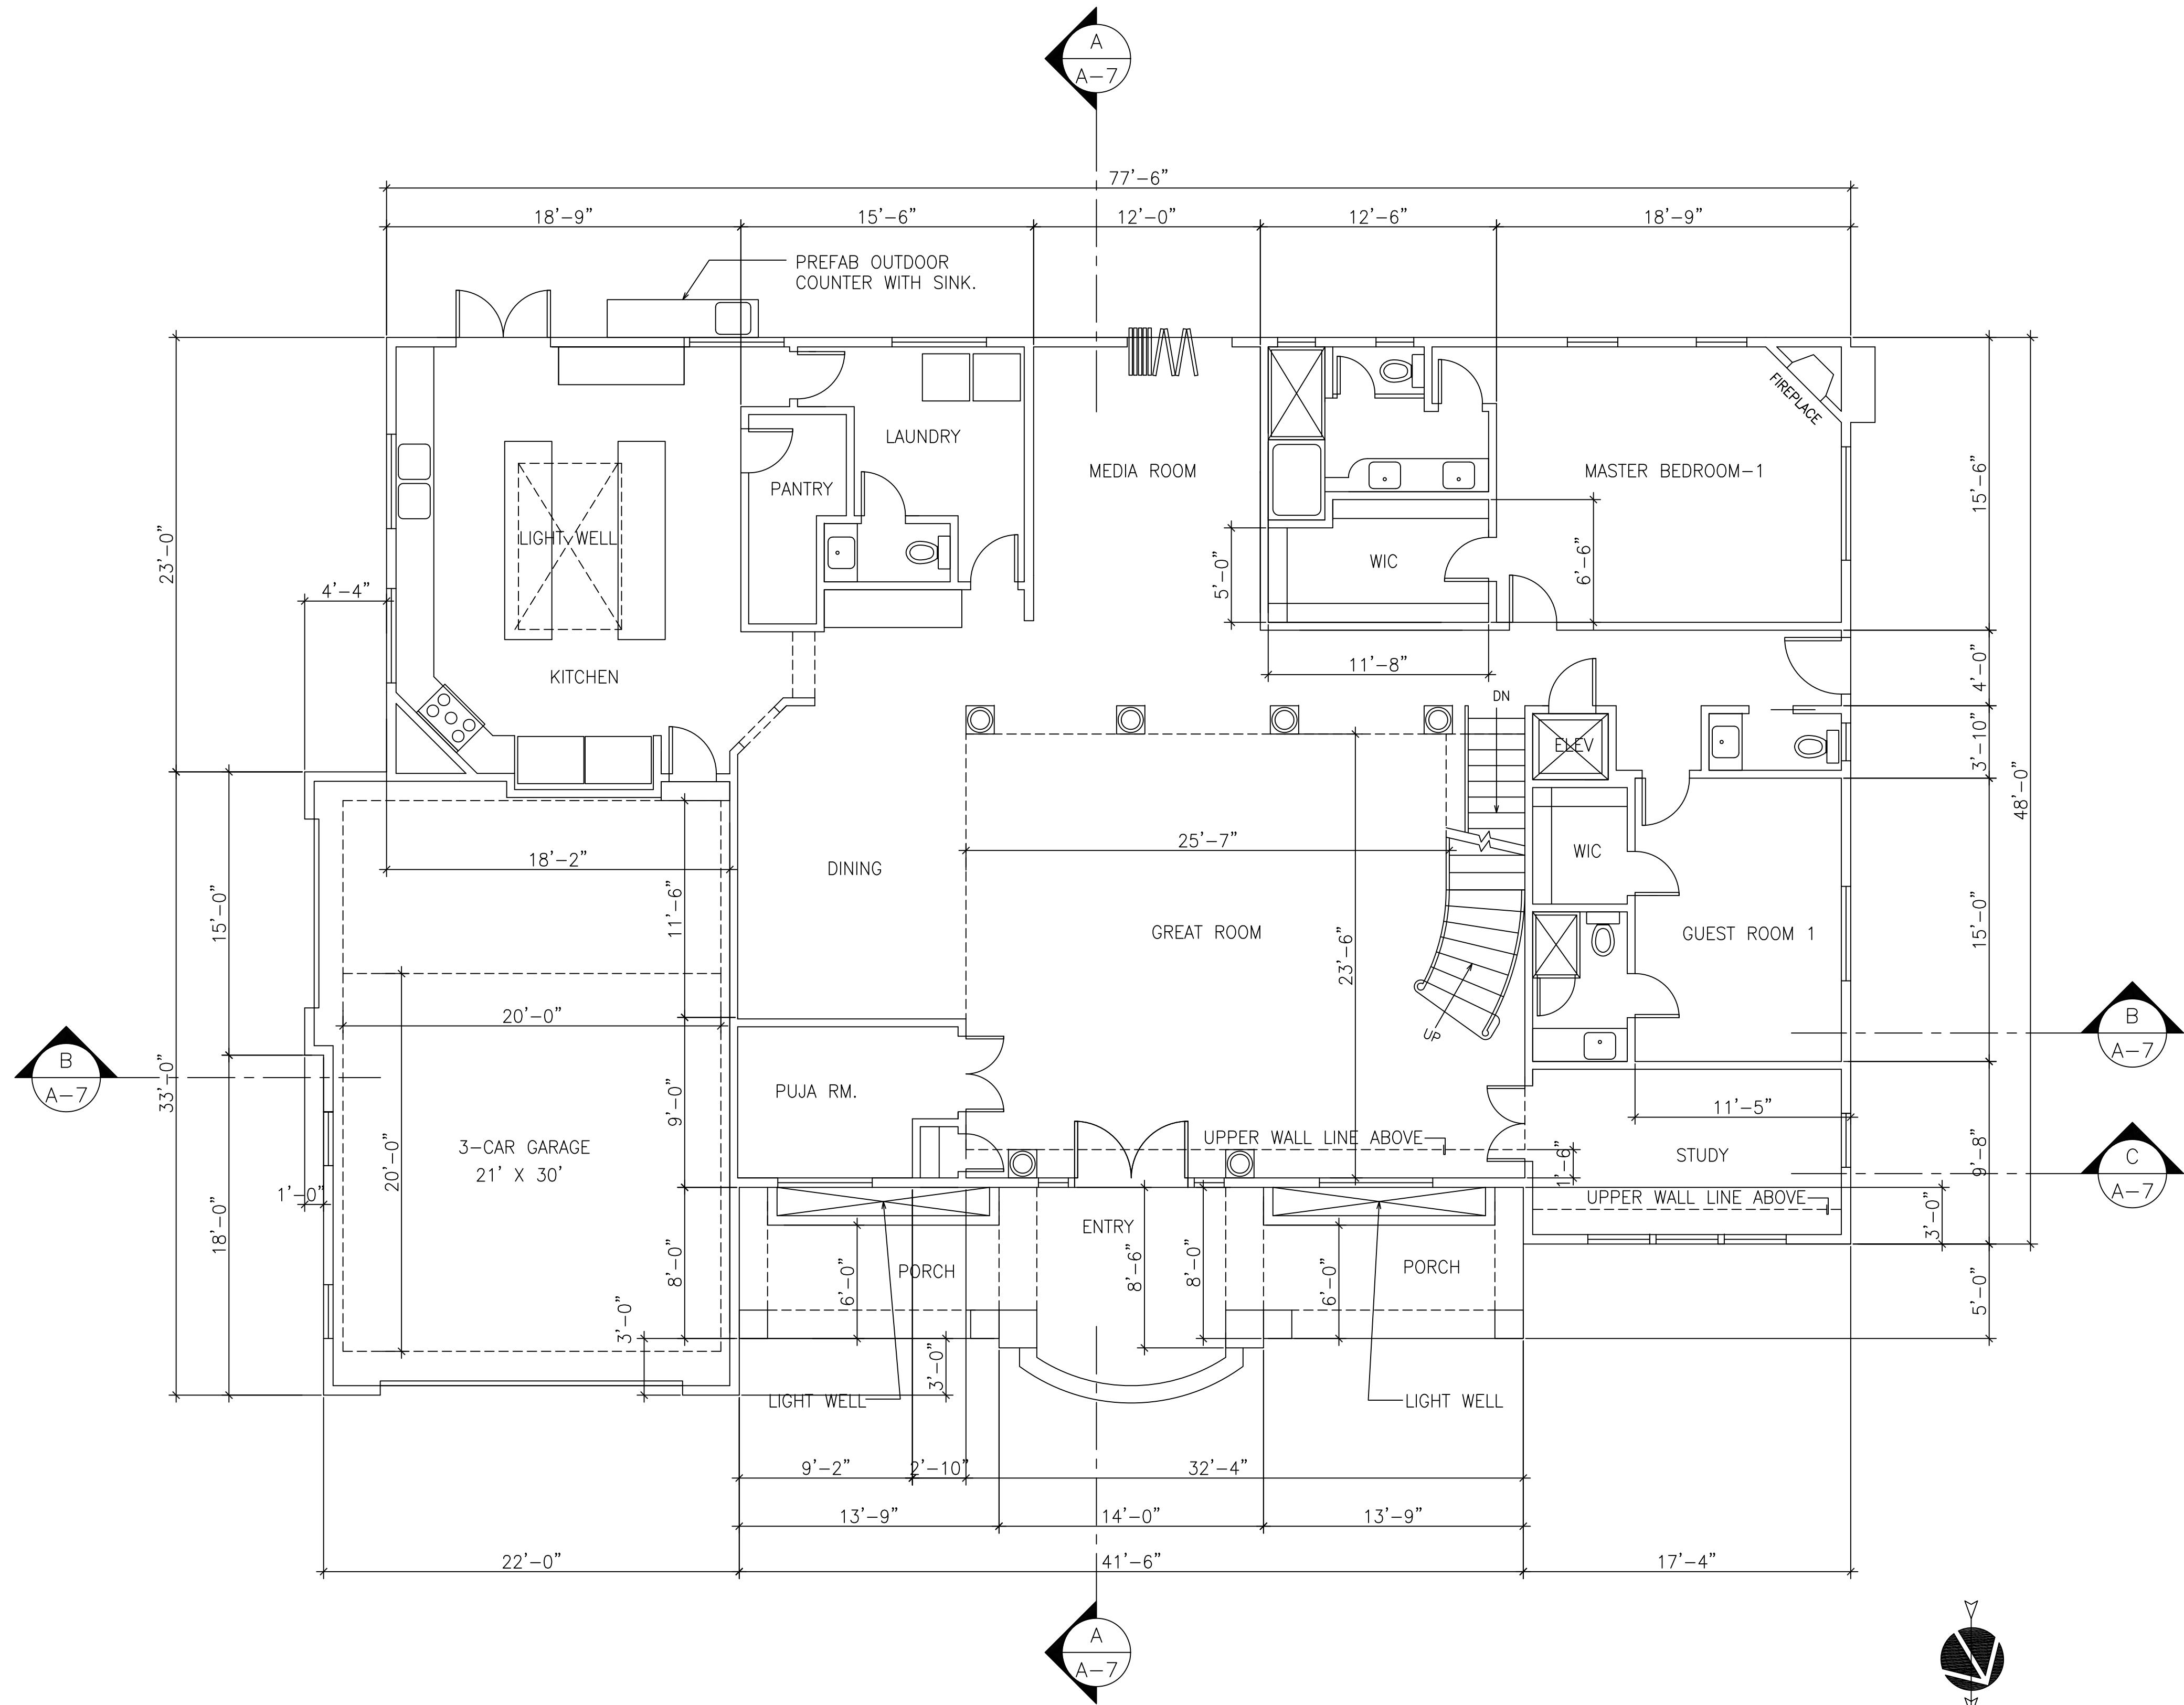 A
A-7
77'-6"
18'-9"
15'-6"
12'-0"
12'-6"
18'-9"
PREFAB OUTDOOR
COUNTER WITH SINK.
FIREPLACE
LAUNDRY
MEDIA ROOM
MASTER BEDROOM-1
15'-6"
PANTRY
LIGHT WELL
23'-0"
WIC
5'-0"
6'-6"
4'-4"
11'-8"
KITCHEN
DN
4'-0"
ELEV
3'-10"
48'-0"
25'-7"
WIC
18'-2"
DINING
11'-6"
15'-0"
GREAT ROOM
GUEST ROOM 1
15'-0"
23'-6"
20'-0"
UP
B
A-7
B
A-7
33'-0"
9'-0"
PUJA RM.
11'-5"
3-CAR GARAGE
21' X 30'
20'-0"
UPPER WALL LINE ABOVE
1'-6"
STUDY
9'-8"
C
A-7
1'-0"
18'-0"
UPPER WALL LINE ABOVE
3'-0"
ENTRY
8'-0"
6'-0"
PORCH
8'-6"
8'-0"
6'-0"
PORCH
5'-0"
3'-0"
3'-0"
LIGHT WELL
LIGHT WELL
9'-2"
2'-10"
32'-4"
13'-9"
14'-0"
13'-9"
22'-0"
41'-6"
17'-4"
A
A-7